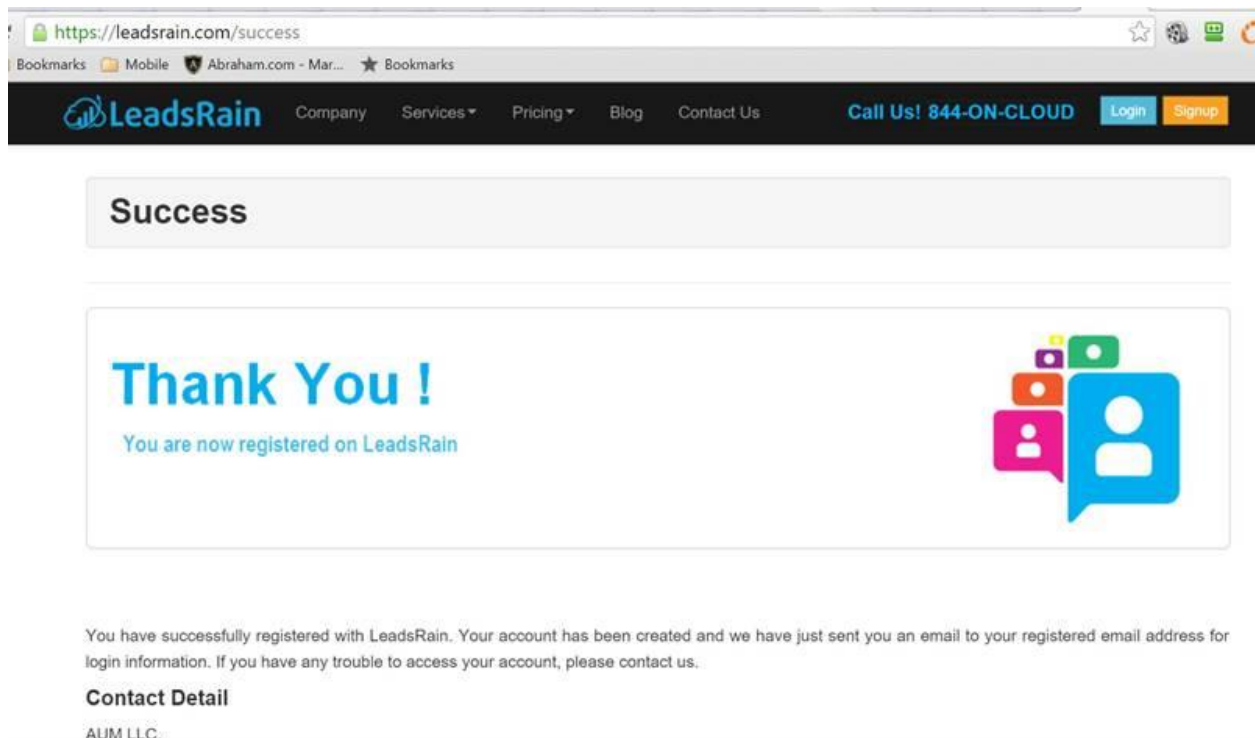 https://leadsrain.com/success
Bookmarks Mobile Abraham.com - Mar... Bookmarks
LeadsRain Company Services Pricing Blog Contact Us Call Us! 844-ON-CLOUD Login Signup
Success
Thank You !
You are now registered on LeadsRain
You have successfully registered with LeadsRain. Your account has been created and we have just sent you an email to your registered email address for
login information. If you have any trouble to access your account, please contact us.
Contact Detail
AUM LLC.